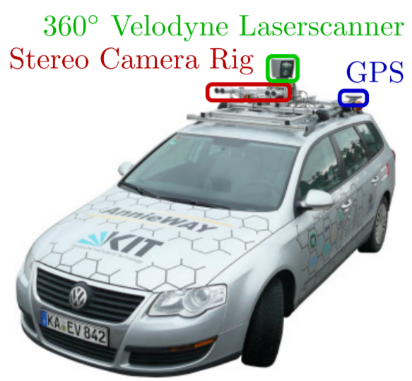 360° Velodyne Laserscanner
Stereo Camera Rig
GPS
AnnieWAY
KIT
KA EV 842